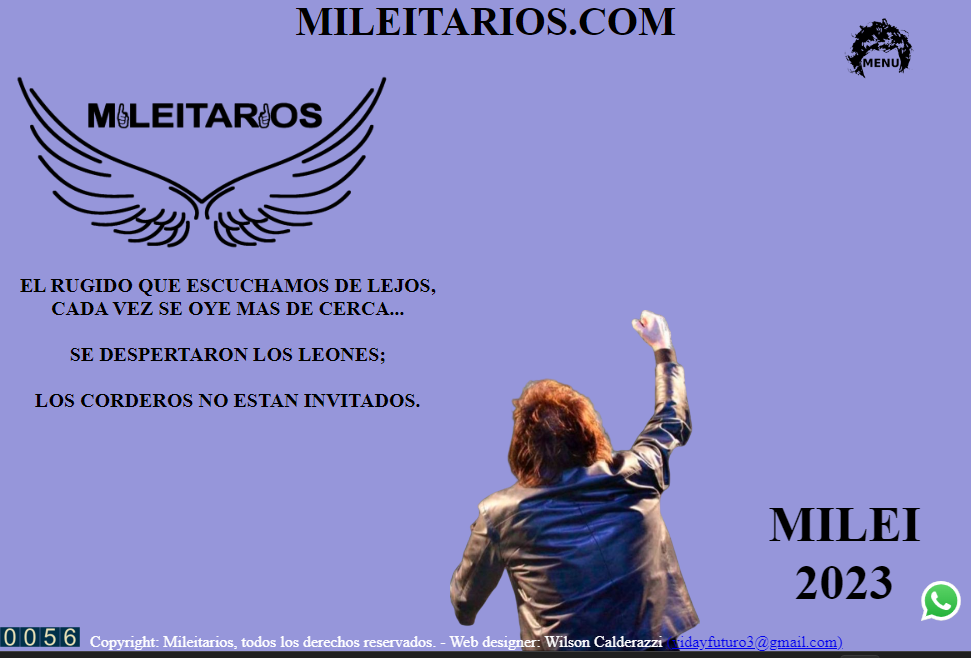 MILEITARIOS.COM
MENU
MILEITARIOS
EL RUGIDO QUE ESCUCHAMOS DE LEJOS,
CADA VEZ SE OYE MAS DE CERCA...
SE DESPERTARON LOS LEONES;
LOS CORDEROS NO ESTAN INVITADOS.
MILEI
2023
0056 Copyright: Mileitarios, todos los derechos reservados. - Web designer: Wilson Calderazzi